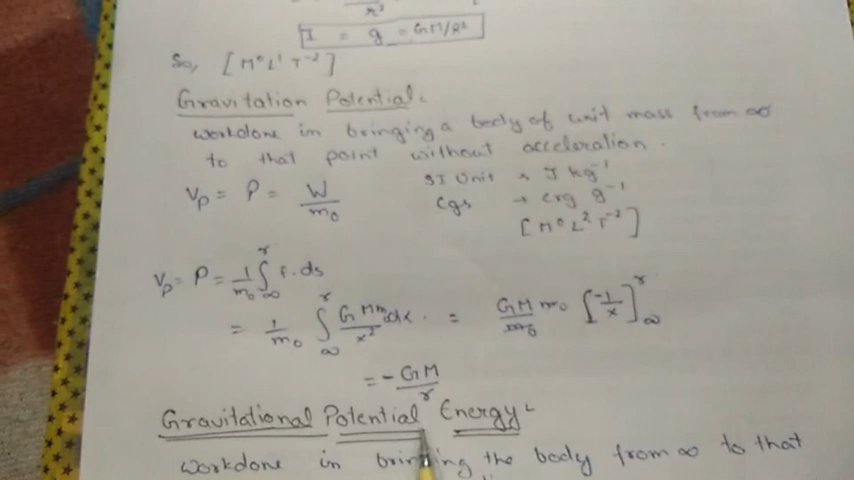 r²
I = g = GM/R²
So, [M⁰L¹T⁻²]
Gravitation Potential.
workdone in bringing a body of unit mass from ∞
to that point without acceleration.
Vp = P = W/m₀
SI Unit → J kg⁻¹
Cgs → erg g⁻¹
[M⁰L²T⁻²]
Vp = P = 1/m₀ ∫∞^r F.ds
= 1/m₀ ∫∞^r G Mm₀/x² dx. = GM/m₀ m₀ [-1/x]∞^r
= -GM/r
Gravitational Potential Energy-
workdone in bringing the body from ∞ to that